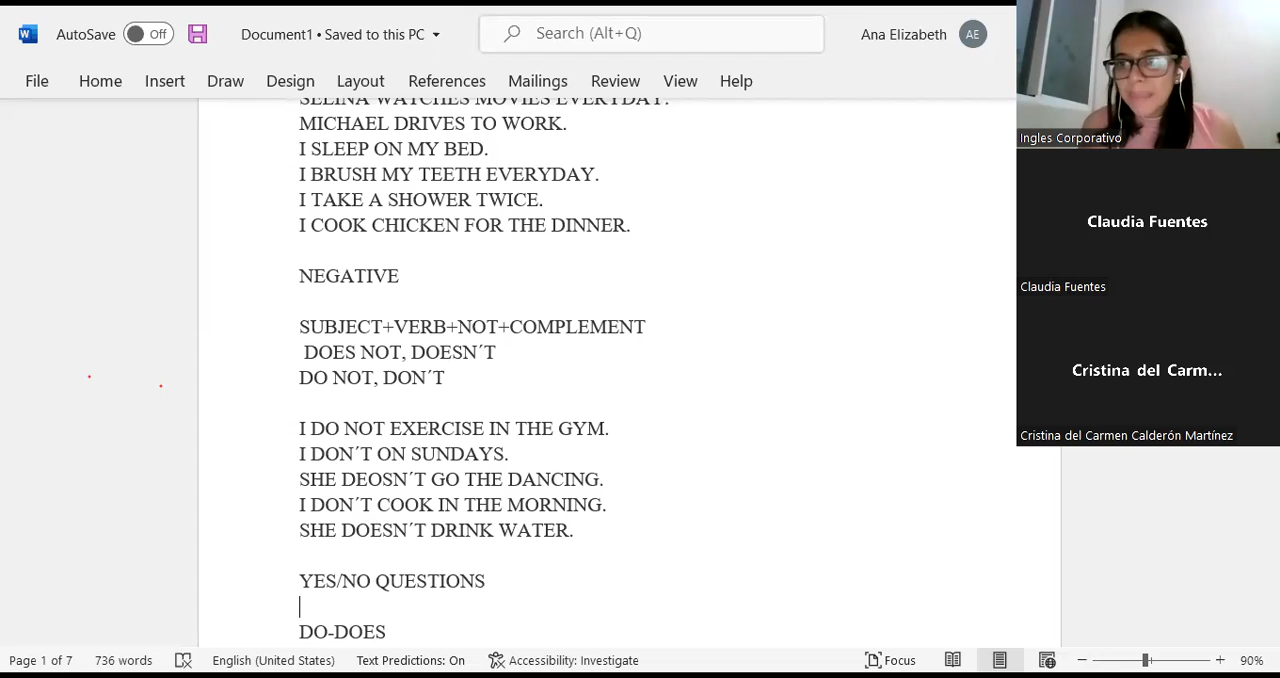 AutoSave Off Document1 • Saved to this PC Search (Alt+Q) Ana Elizabeth AE
File Home Insert Draw Design Layout References Mailings Review View Help
SELINA WATCHES MOVIES EVERYDAY.
MICHAEL DRIVES TO WORK.
I SLEEP ON MY BED.
I BRUSH MY TEETH EVERYDAY.
I TAKE A SHOWER TWICE.
I COOK CHICKEN FOR THE DINNER.
NEGATIVE
SUBJECT+VERB+NOT+COMPLEMENT
DOES NOT, DOESN´T
DO NOT, DON´T
I DO NOT EXERCISE IN THE GYM.
I DON´T ON SUNDAYS.
SHE DEOSN´T GO THE DANCING.
I DON´T COOK IN THE MORNING.
SHE DOESN´T DRINK WATER.
YES/NO QUESTIONS
DO-DOES
Ingles Corporativo
Claudia Fuentes
Claudia Fuentes
Cristina del Carm...
Cristina del Carmen Calderón Martínez
Page 1 of 7 736 words English (United States) Text Predictions: On Accessibility: Investigate Focus 90%